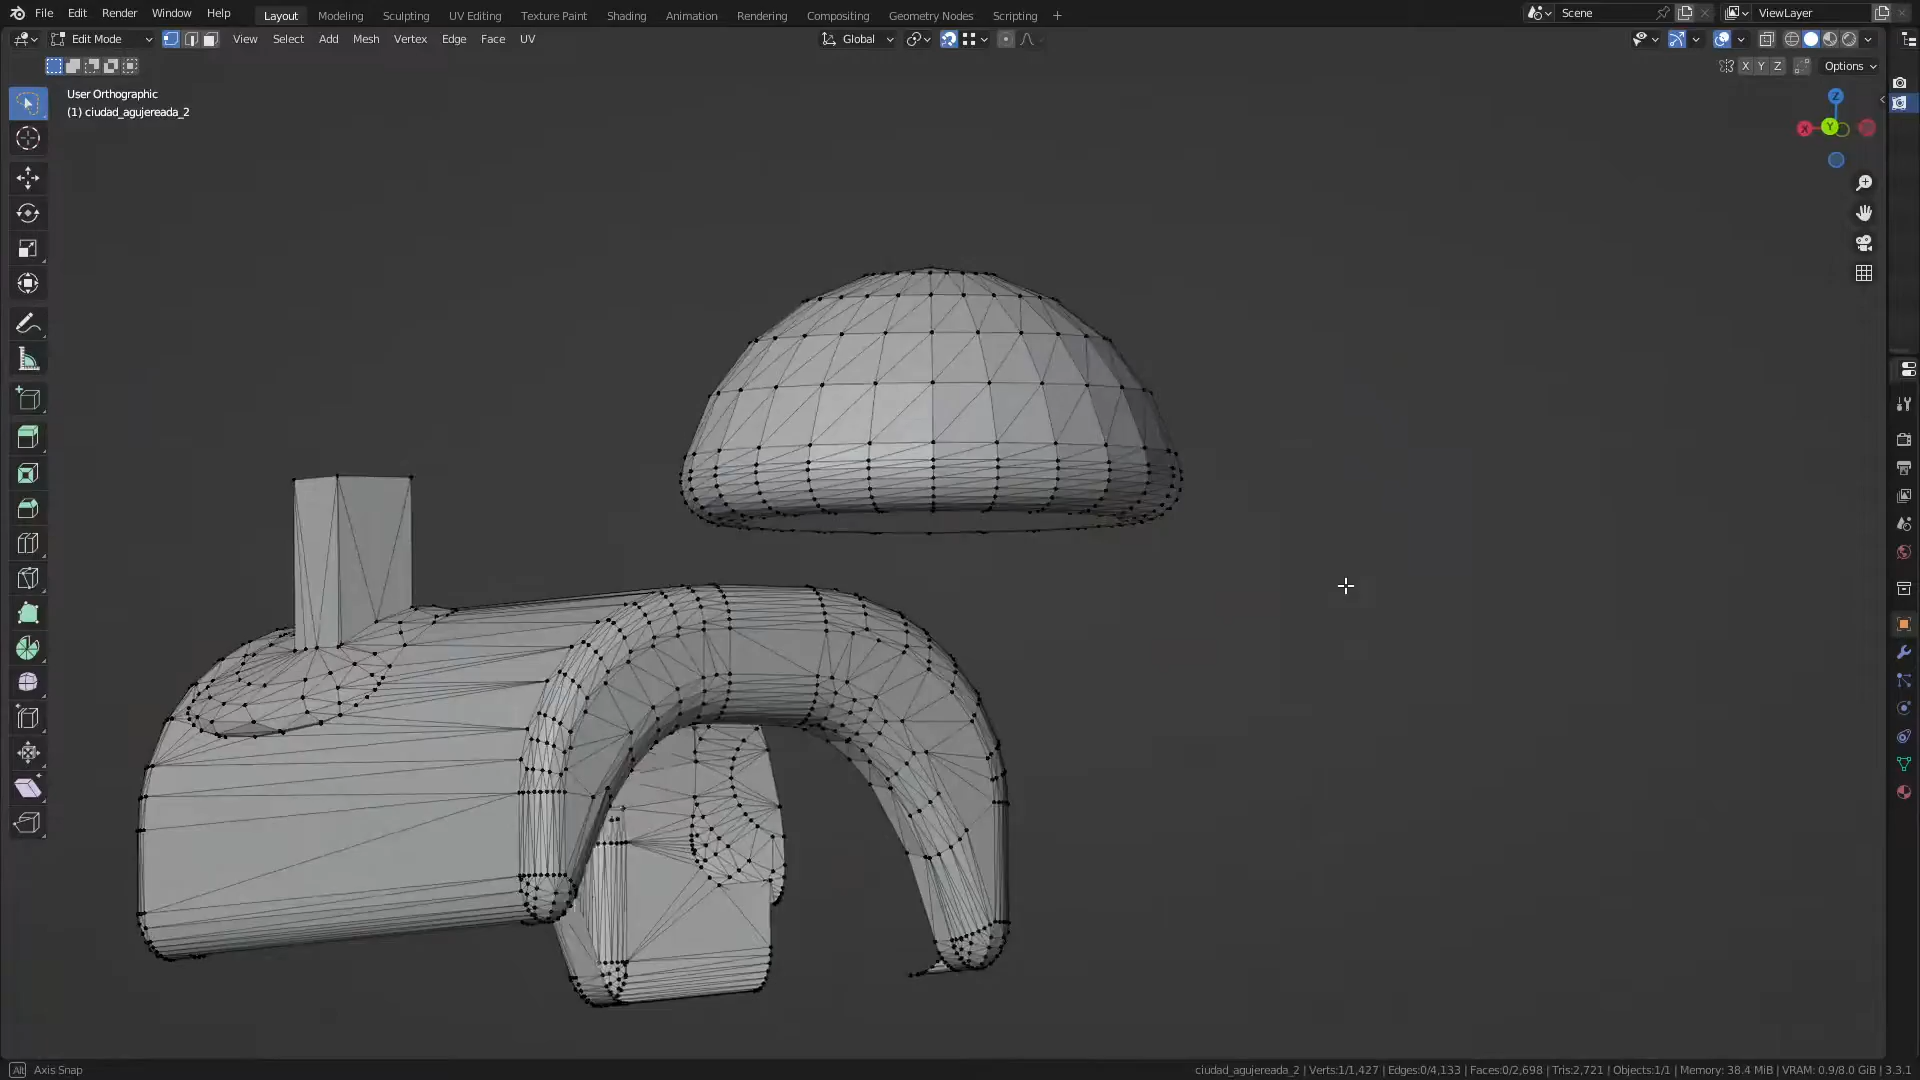 File Edit Render Window Help Layout Modeling Sculpting UV Editing Texture Paint Shading Animation Rendering Compositing Geometry Nodes Scripting + Scene ViewLayer
Edit Mode View Select Add Mesh Vertex Edge Face UV Global
X Y Z Options
User Orthographic
(1) ciudad_agujereada_2
Z
X Y
Alt Axis Snap ciudad_agujereada_2 | Verts:1/1,427 | Edges:0/4,133 | Faces:0/2,698 | Tris:2,721 | Objects:1/1 | Memory: 38.4 MiB | VRAM: 0.9/8.0 GiB | 3.3.1